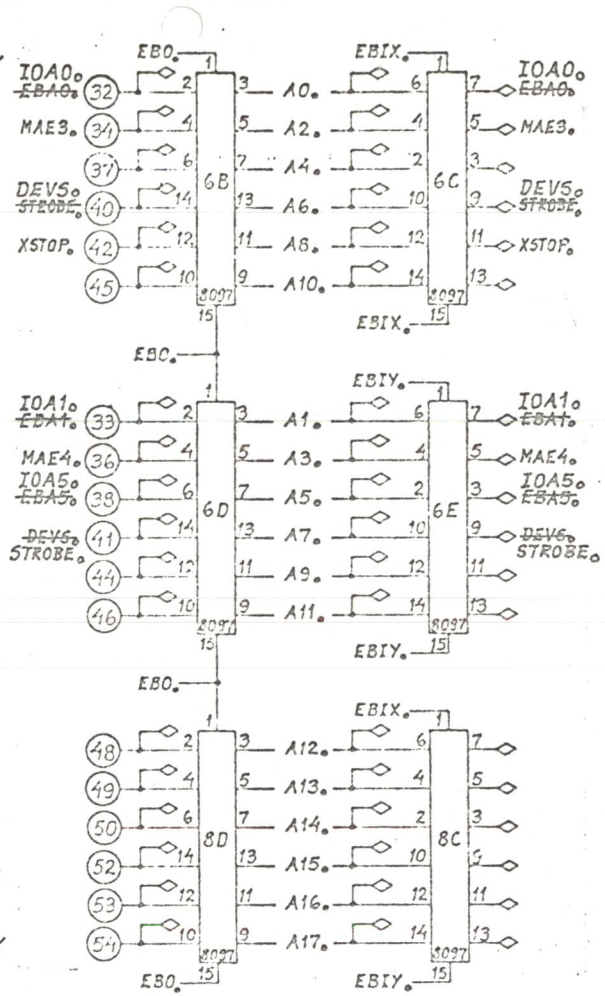 EBO. EBIX.
1 1
IOA0. IOA0.
EBA0. 32 2 3 A0. 6 7 EBA0.
MAE3. 34 4 5 A2. 4 5 MAE3.
37 6 7 A4. 2 3
6B 6C
DEVS. DEVS.
STROBE. 40 14 13 A6. 10 9 STROBE.
XSTOP. 42 12 11 A8. 12 11 XSTOP.
45 10 9 A10. 14 13
8097 8097
15 15
EBIX.
EBO.
EBIY.
1 1
IOA1. IOA1.
EBA1. 33 2 3 A1. 6 7 EBA1.
MAE4. 36 4 5 A3. 4 5 MAE4.
IOA5. IOA5.
EBA5. 38 6 7 A5. 2 3 EBA5.
6D 6E
DEVS. 41 14 13 A7. 10 9 DEVS.
STROBE. STROBE.
44 12 11 A9. 12 11
46 10 9 A11. 14 13
8097 8097
15 15
EBIY.
EBO.
EBIX.
1 1
48 2 3 A12. 6 7
49 4 5 A13. 4 5
50 6 7 A14. 2 3
8D 8C
52 14 13 A15. 10 9
53 12 11 A16. 12 11
54 10 9 A17. 14 13
8097 8097
EBO. 15 EBIY. 15